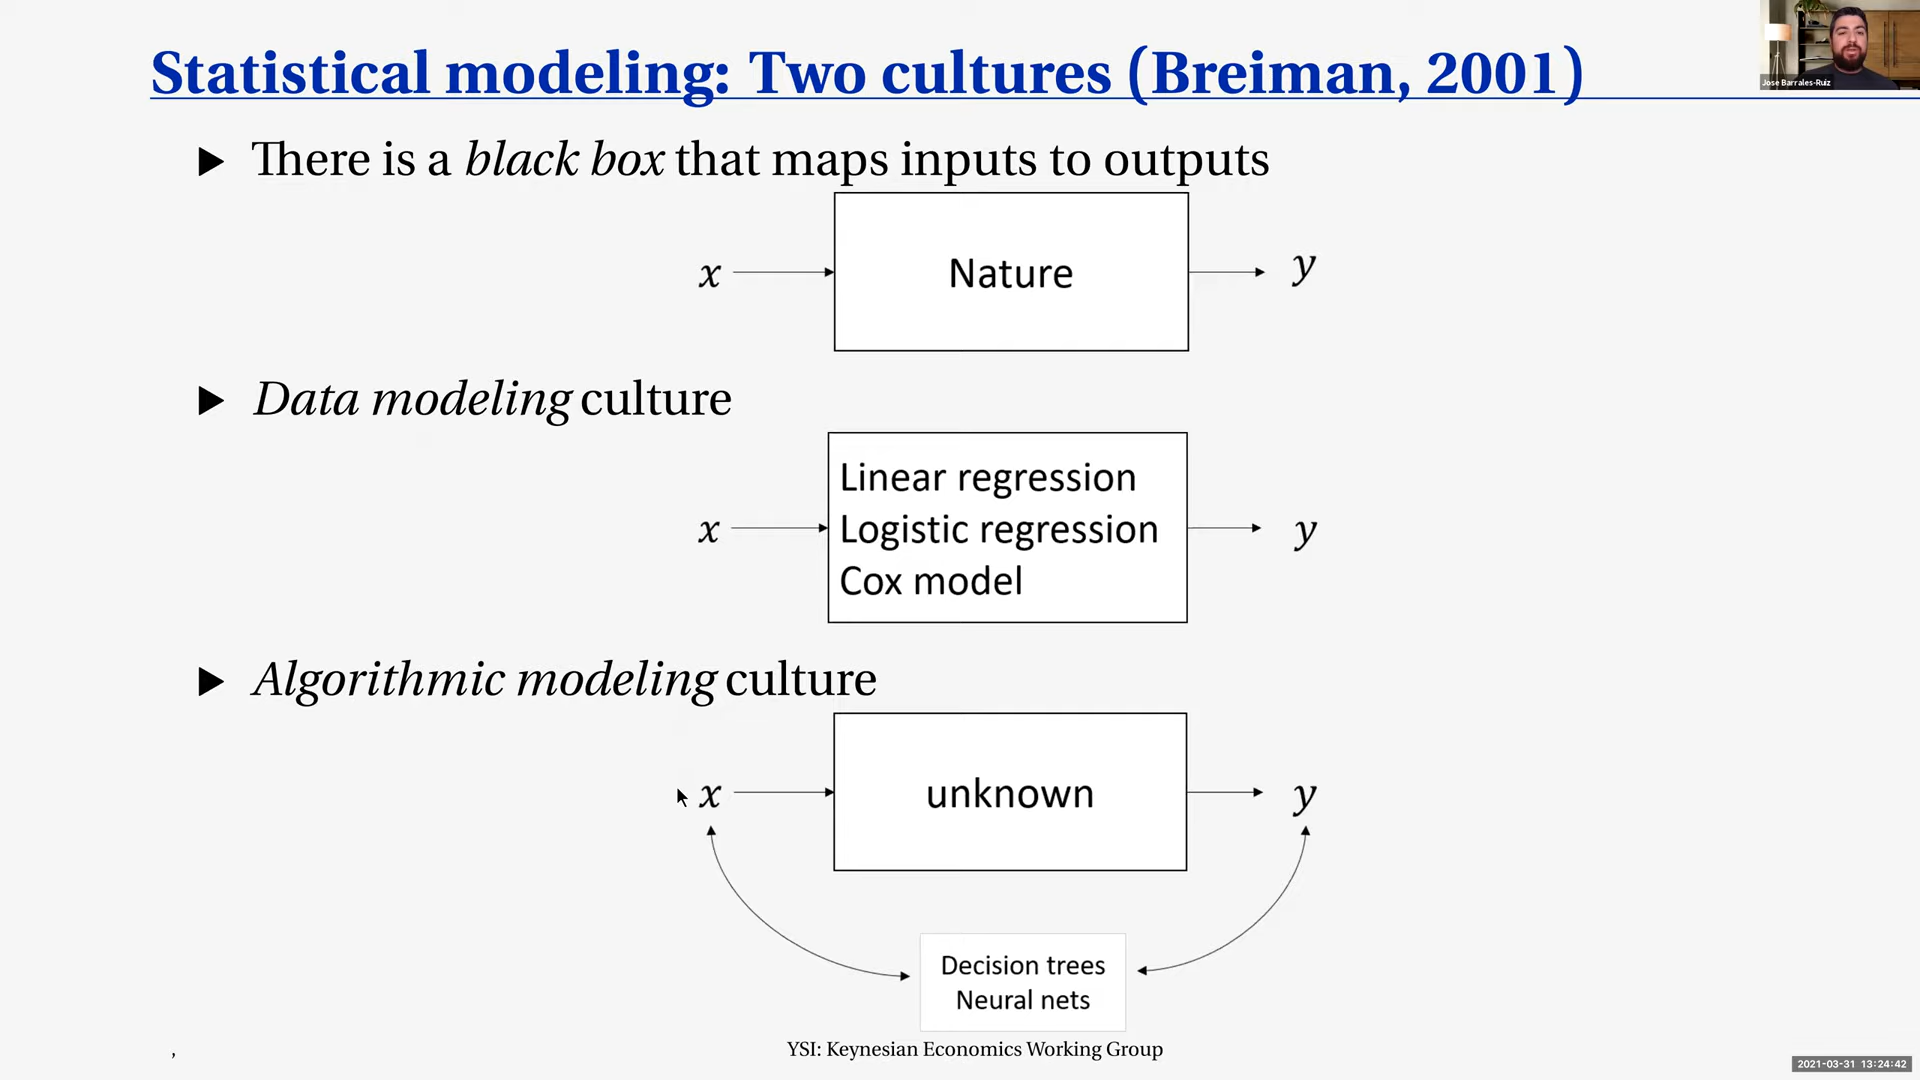 Statistical modeling: Two cultures (Breiman, 2001)
Jose Barrales-Ruiz
▶ There is a black box that maps inputs to outputs
x Nature y
▶ Data modeling culture
Linear regression
x Logistic regression y
Cox model
▶ Algorithmic modeling culture
x unknown y
Decision trees
Neural nets
,
YSI: Keynesian Economics Working Group
2021-03-31 13:24:42